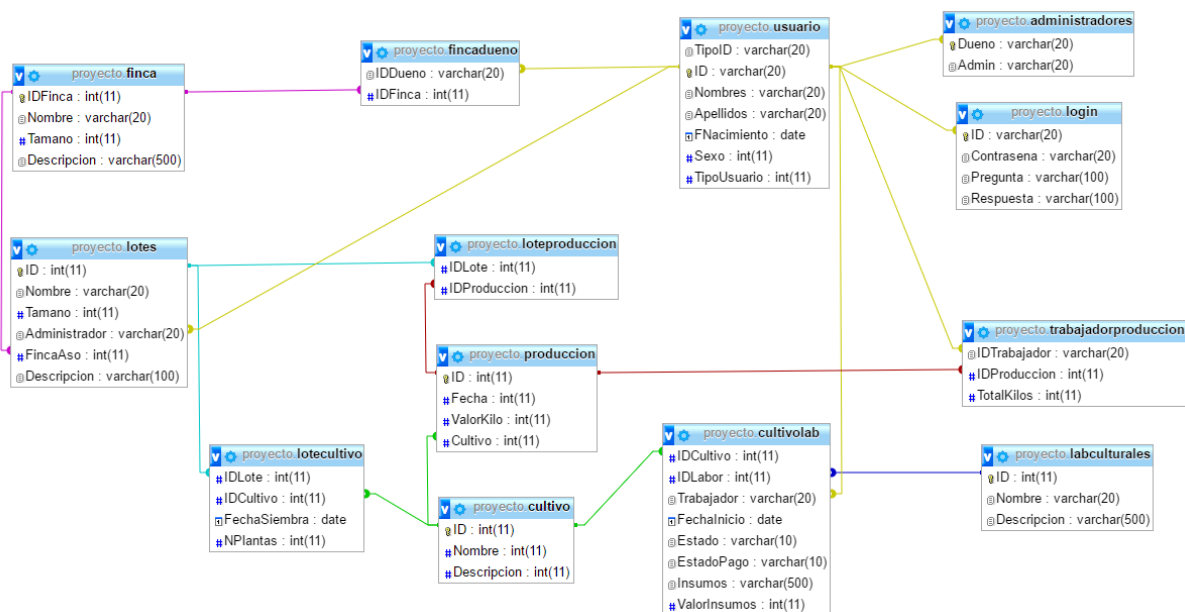 proyecto.finca
IDFinca : int(11)
Nombre : varchar(20)
Tamano : int(11)
Descripcion : varchar(500)
proyecto.fincadueno
IDDueno : varchar(20)
IDFinca : int(11)
proyecto.usuario
TipoID : varchar(20)
ID : varchar(20)
Nombres : varchar(20)
Apellidos : varchar(20)
FNacimiento : date
Sexo : int(11)
TipoUsuario : int(11)
proyecto.administradores
Dueno : varchar(20)
Admin : varchar(20)
proyecto.login
ID : varchar(20)
Contrasena : varchar(20)
Pregunta : varchar(100)
Respuesta : varchar(100)
proyecto.lotes
ID : int(11)
Nombre : varchar(20)
Tamano : int(11)
Administrador : varchar(20)
FincaAso : int(11)
Descripcion : varchar(100)
proyecto.loteproduccion
IDLote : int(11)
IDProduccion : int(11)
proyecto.produccion
ID : int(11)
Fecha : int(11)
ValorKilo : int(11)
Cultivo : int(11)
proyecto.trabajadorproduccion
IDTrabajador : varchar(20)
IDProduccion : int(11)
TotalKilos : int(11)
proyecto.lotecultivo
IDLote : int(11)
IDCultivo : int(11)
FechaSiembra : date
NPlantas : int(11)
proyecto.cultivo
ID : int(11)
Nombre : int(11)
Descripcion : int(11)
proyecto.cultivolab
IDCultivo : int(11)
IDLabor : int(11)
Trabajador : varchar(20)
FechaInicio : date
Estado : varchar(10)
EstadoPago : varchar(10)
Insumos : varchar(500)
ValorInsumos : int(11)
proyecto.labculturales
ID : int(11)
Nombre : varchar(20)
Descripcion : varchar(500)